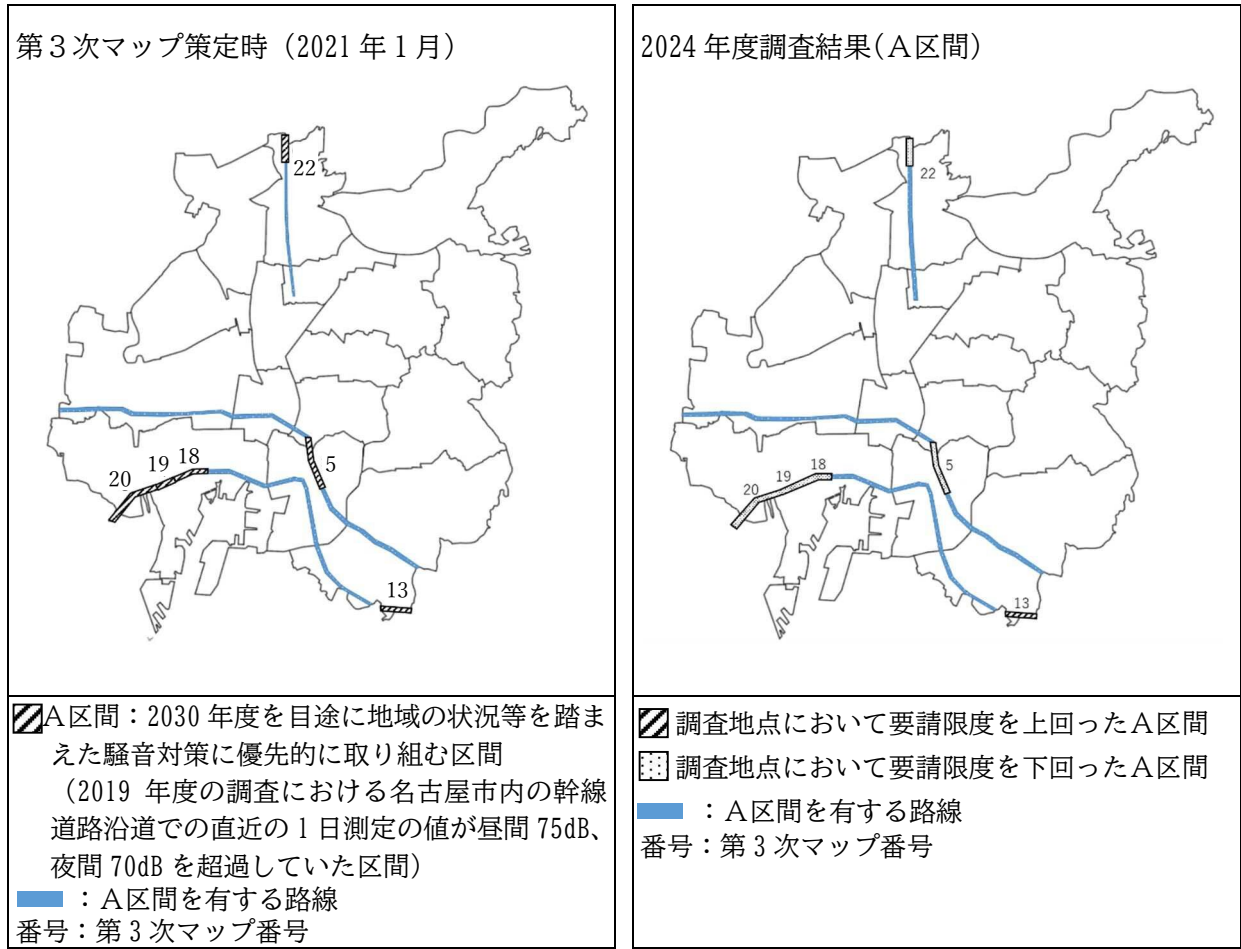 第３次マップ策定時（2021年１月）
22
20
19
18
5
13
A区間：2030年度を目途に地域の状況等を踏ま
えた騒音対策に優先的に取り組む区間
（2019 年度の調査における名古屋市内の幹線
道路沿道での直近の１日測定の値が昼間 75dB、
夜間 70dB を超過していた区間）
：Ａ区間を有する路線
番号：第３次マップ番号
2024 年度調査結果(Ａ区間)
22
20
19
18
5
13
調査地点において要請限度を上回ったＡ区間
調査地点において要請限度を下回ったＡ区間
：Ａ区間を有する路線
番号：第３次マップ番号